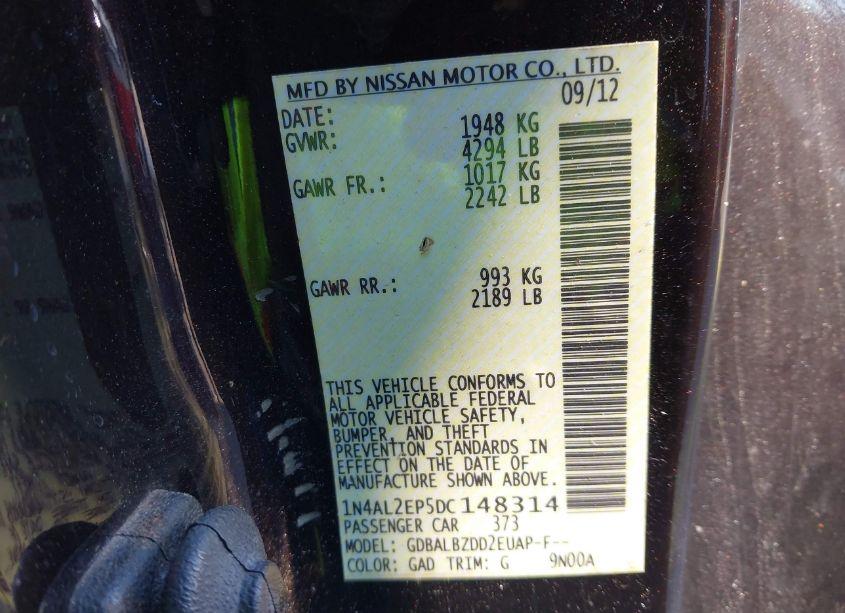 MFD BY NISSAN MOTOR CO., LTD.
DATE: 09/12
GVWR: 1948 KG
4294 LB
GAWR FR.: 1017 KG
2242 LB
GAWR RR.: 993 KG
2189 LB
THIS VEHICLE CONFORMS TO
ALL APPLICABLE FEDERAL
MOTOR VEHICLE SAFETY,
BUMPER, AND THEFT
PREVENTION STANDARDS IN
EFFECT ON THE DATE OF
MANUFACTURE SHOWN ABOVE.
1N4AL2EP5DC148314
PASSENGER CAR 373
MODEL: GDBALBZDD2EUAP-F--
COLOR: GAD TRIM: G 9N00A